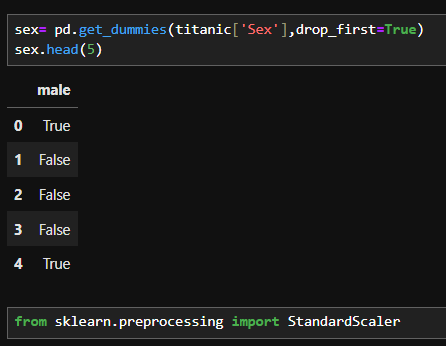 sex= pd.get_dummies(titanic['Sex'],drop_first=True)
sex.head(5)
male
0 True
1 False
2 False
3 False
4 True
from sklearn.preprocessing import StandardScaler